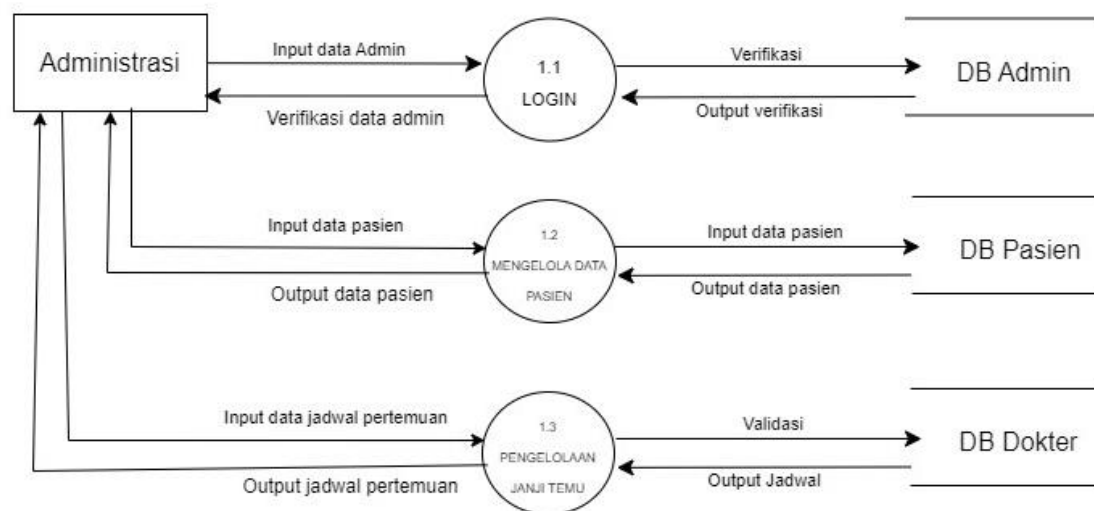 Administrasi
Input data Admin
Verifikasi data admin
1.1
LOGIN
Verifikasi
Output verifikasi
DB Admin
Input data pasien
Output data pasien
1.2
MENGELOLA DATA
PASIEN
Input data pasien
Output data pasien
DB Pasien
Input data jadwal pertemuan
Output jadwal pertemuan
1.3
PENGELOLAAN
JANJI TEMU
Validasi
Output Jadwal
DB Dokter